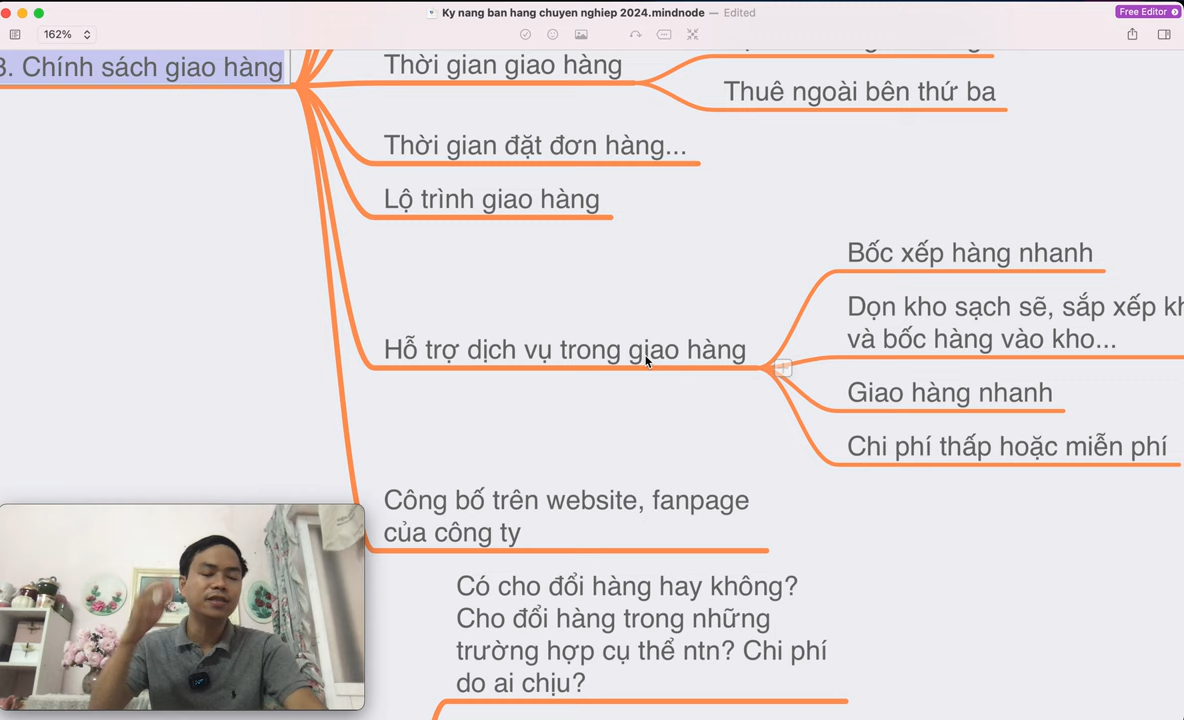 Ky nang ban hang chuyen nghiep 2024.mindnode — Edited
Free Editor
162%
3. Chính sách giao hàng
Thời gian giao hàng
Thuê ngoài bên thứ ba
Thời gian đặt đơn hàng...
Lộ trình giao hàng
Hỗ trợ dịch vụ trong giao hàng
Bốc xếp hàng nhanh
Dọn kho sạch sẽ, sắp xếp kh
và bốc hàng vào kho...
Giao hàng nhanh
Chi phí thấp hoặc miễn phí
Công bố trên website, fanpage
của công ty
Có cho đổi hàng hay không?
Cho đổi hàng trong những
trường hợp cụ thể ntn? Chi phí
do ai chịu?